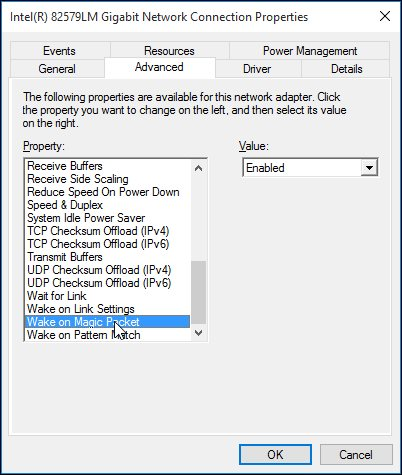 Intel(R) 82579LM Gigabit Network Connection Properties
Events Resources Power Management
General Advanced Driver Details
The following properties are available for this network adapter. Click
the property you want to change on the left, and then select its value
on the right.
Property: Value:
Receive Buffers Enabled
Receive Side Scaling
Reduce Speed On Power Down
Speed & Duplex
System Idle Power Saver
TCP Checksum Offload (IPv4)
TCP Checksum Offload (IPv6)
Transmit Buffers
UDP Checksum Offload (IPv4)
UDP Checksum Offload (IPv6)
Wait for Link
Wake on Link Settings
Wake on Magic Packet
Wake on Pattern Match
OK Cancel